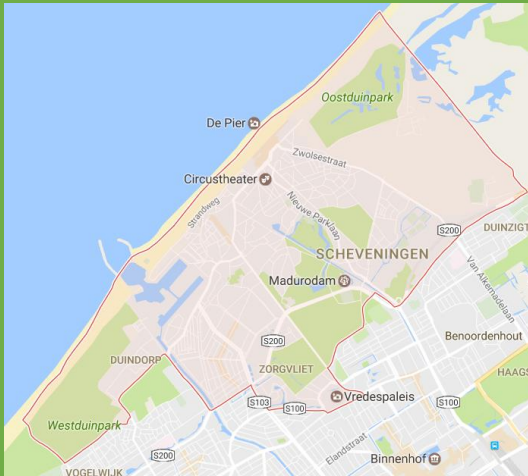 Oostduinpark
De Pier
Zwolsestraat
Circustheater
Nieuwe Parklaan
Strandweg
S200
DUINZIGT
SCHEVENINGEN
Van Alkemadelaan
Madurodam
S200
Benoordenhout
DUINDORP
ZORGVLIET
HAAGS
Vredespaleis
S103
S100
S100
Westduinpark
Elandstraat
S200
Binnenhof
VOGELWIJK